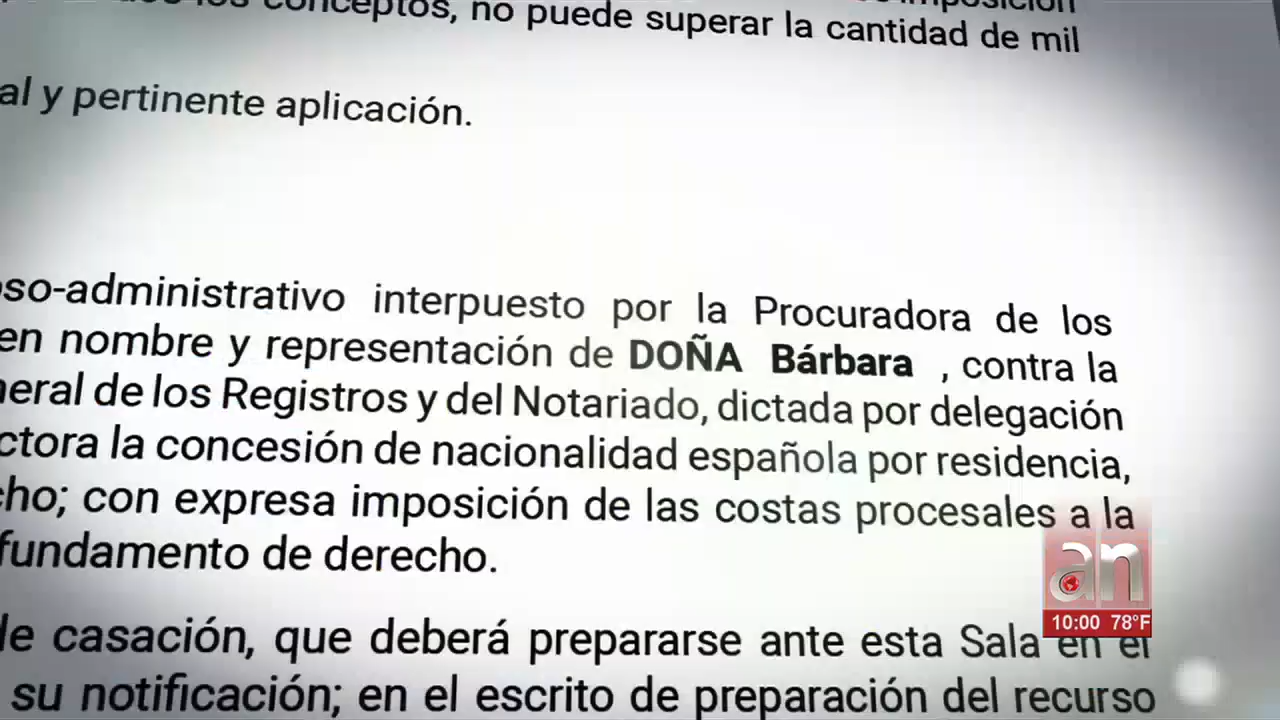 conceptos, no puede superar la cantidad de mil
al y pertinente aplicación.
oso-administrativo interpuesto por la Procuradora de los
en nombre y representación de DOÑA Bárbara , contra la
neral de los Registros y del Notariado, dictada por delegación
ctora la concesión de nacionalidad española por residencia,
cho; con expresa imposición de las costas procesales a la
fundamento de derecho.
de casación, que deberá prepararse ante esta Sala en el
su notificación; en el escrito de preparación del recurso
an
10:00 78°F